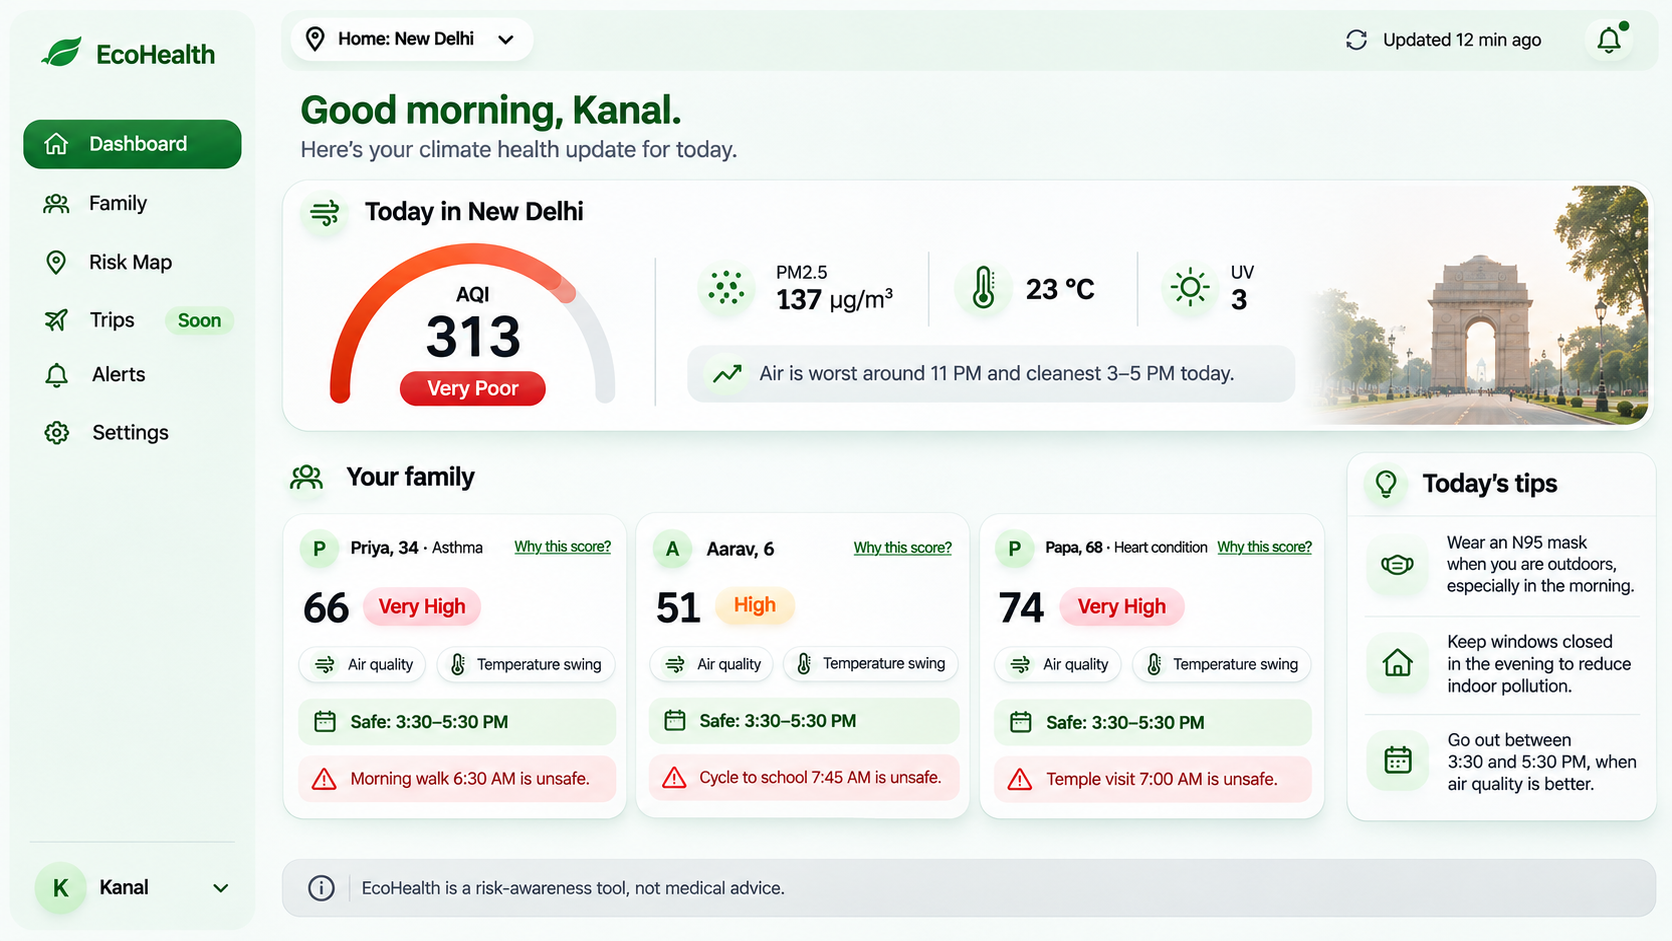 EcoHealth
Dashboard
Family
Risk Map
Trips
Soon
Alerts
Settings
K
Kanal
Home: New Delhi
Updated 12 min ago
Good morning, Kanal.
Here's your climate health update for today.
Today in New Delhi
AQI
313
Very Poor
PM2.5
137 µg/m³
23 °C
UV
3
Air is worst around 11 PM and cleanest 3–5 PM today.
Your family
P
Priya, 34 · Asthma
Why this score?
66
Very High
Air quality
Temperature swing
Safe: 3:30–5:30 PM
Morning walk 6:30 AM is unsafe.
A
Aarav, 6
Why this score?
51
High
Air quality
Temperature swing
Safe: 3:30–5:30 PM
Cycle to school 7:45 AM is unsafe.
P
Papa, 68 · Heart condition
Why this score?
74
Very High
Air quality
Temperature swing
Safe: 3:30–5:30 PM
Temple visit 7:00 AM is unsafe.
Today's tips
Wear an N95 mask
when you are outdoors,
especially in the morning.
Keep windows closed
in the evening to reduce
indoor pollution.
Go out between
3:30 and 5:30 PM, when
air quality is better.
EcoHealth is a risk-awareness tool, not medical advice.